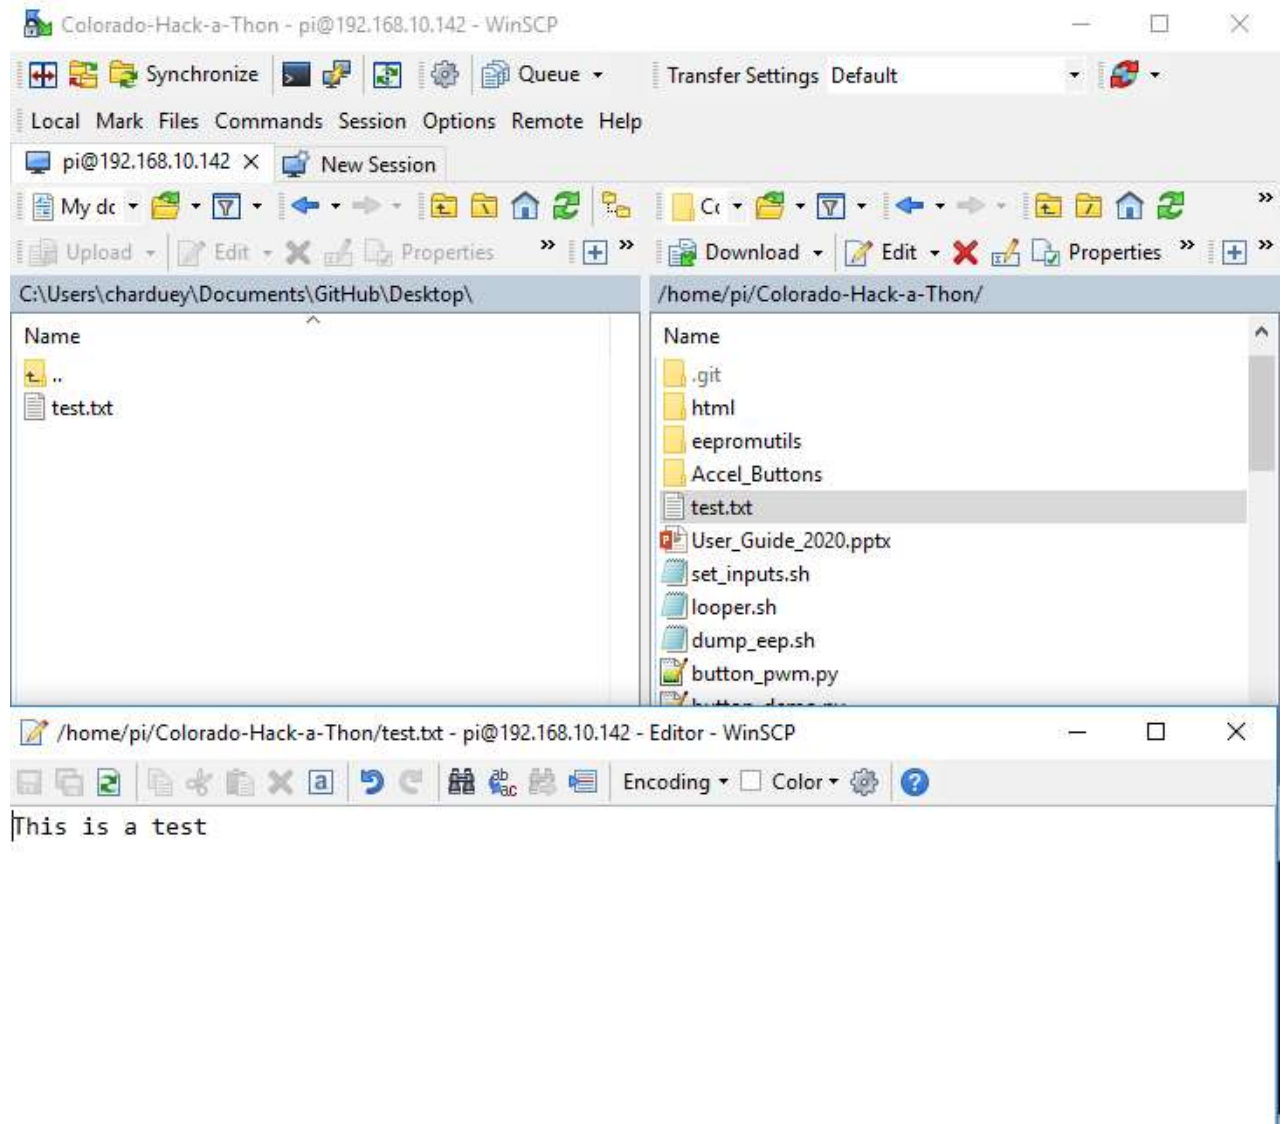 Colorado-Hack-a-Thon - pi@192.168.10.142 - WinSCP
Synchronize Queue Transfer Settings Default
Local Mark Files Commands Session Options Remote Help
pi@192.168.10.142 New Session
My dc
Upload Edit Properties Download Edit Properties
C:\Users\charduey\Documents\GitHub\Desktop\ /home/pi/Colorado-Hack-a-Thon/
Name Name
.. .git
test.txt html
eepromutils
Accel_Buttons
test.txt
User_Guide_2020.pptx
set_inputs.sh
looper.sh
dump_eep.sh
button_pwm.py
/home/pi/Colorado-Hack-a-Thon/test.txt - pi@192.168.10.142 - Editor - WinSCP
Encoding Color
This is a test